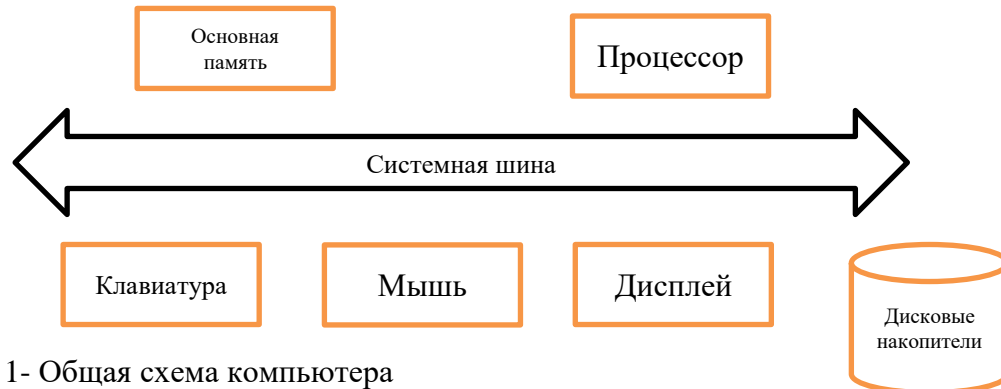 Основная
память
Процессор
Системная шина
Клавиатура
Мышь
Дисплей
Дисковые
накопители
1- Общая схема компьютера